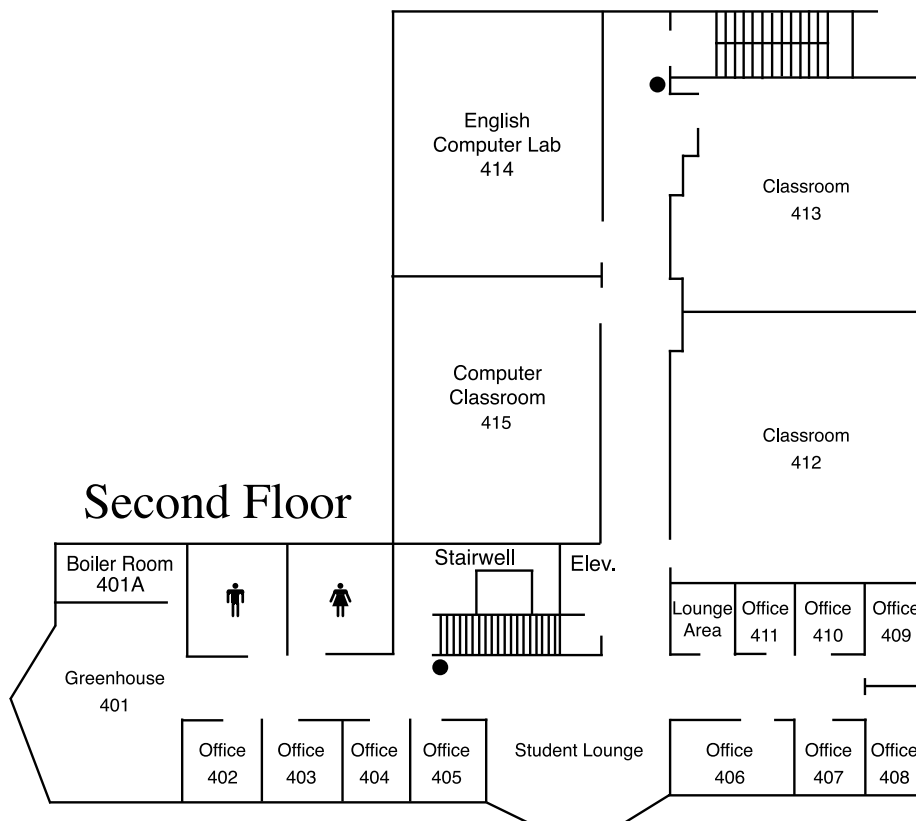 English
Computer Lab
414
Classroom
413
Computer
Classroom
415
Classroom
412
Second Floor
Boiler Room
401A
Stairwell
Elev.
Lounge
Area
Office
411
Office
410
Office
409
Greenhouse
401
Office
402
Office
403
Office
404
Office
405
Student Lounge
Office
406
Office
407
Office
408